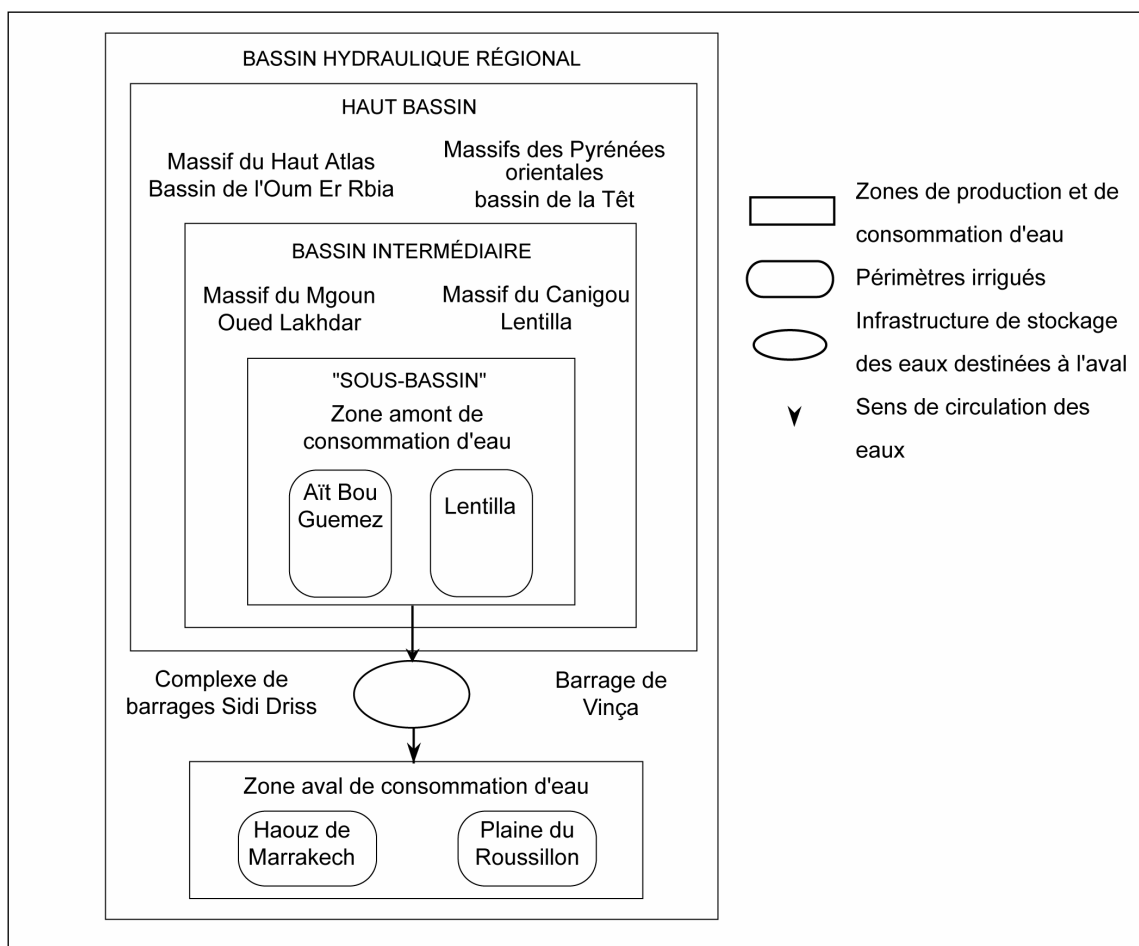 BASSIN HYDRAULIQUE RÉGIONAL
HAUT BASSIN
Massif du Haut Atlas
Bassin de l'Oum Er Rbia
Massifs des Pyrénées
orientales
bassin de la Têt
BASSIN INTERMÉDIAIRE
Massif du Mgoun
Oued Lakhdar
Massif du Canigou
Lentilla
"SOUS-BASSIN"
Zone amont de
consommation d'eau
Aït Bou
Guemez
Lentilla
Complexe de
barrages Sidi Driss
Barrage de
Vinça
Zone aval de consommation d'eau
Haouz de
Marrakech
Plaine du
Roussillon
Zones de production et de
consommation d'eau
Périmètres irrigués
Infrastructure de stockage
des eaux destinées à l'aval
Sens de circulation des
eaux